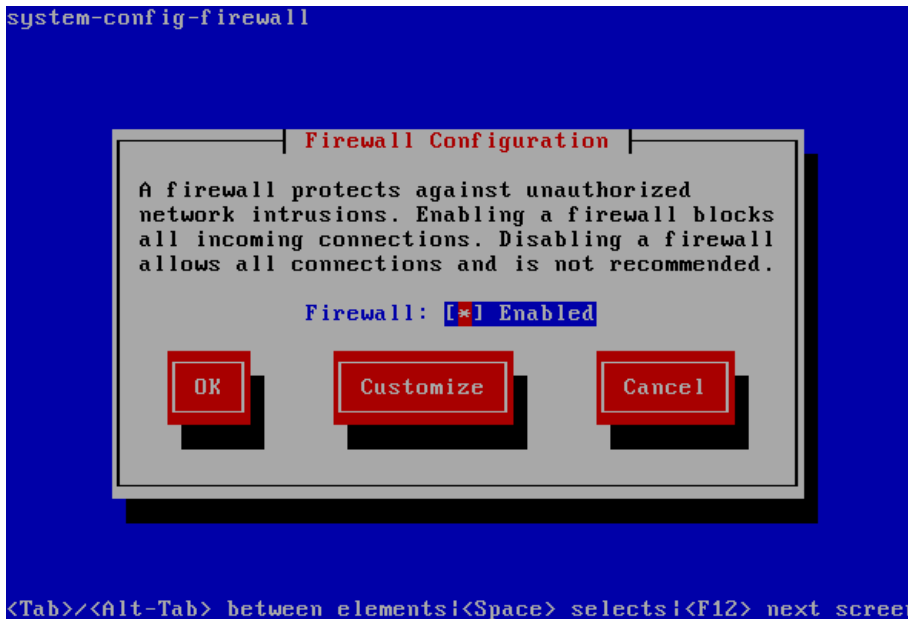 system-config-firewall
Firewall Configuration
A firewall protects against unauthorized
network intrusions. Enabling a firewall blocks
all incoming connections. Disabling a firewall
allows all connections and is not recommended.
Firewall: [*] Enabled
OK Customize Cancel
<Tab>/<Alt-Tab> between elements|<Space> selects|<F12> next screen